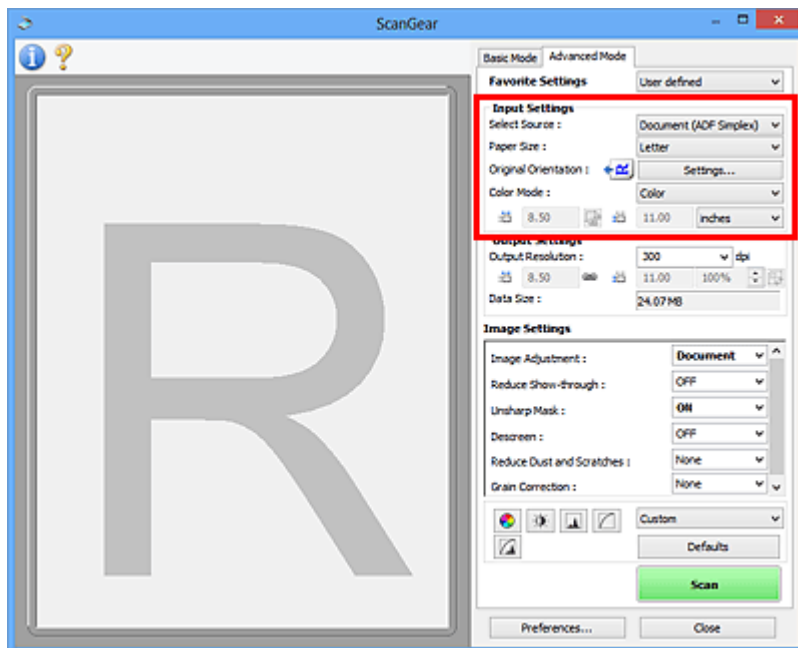 ScanGear
Basic Mode Advanced Mode
Favorite Settings User defined
Input Settings
Select Source : Document (ADF Simplex)
Paper Size : Letter
Original Orientation : Settings...
Color Mode : Color
8.50 11.00 inches
Output Settings
Output Resolution : 300 dpi
8.50 11.00 100%
Data Size : 24.07 MB
Image Settings
Image Adjustment : Document
Reduce Show-through : OFF
Unsharp Mask : ON
Descreen : OFF
Reduce Dust and Scratches : None
Grain Correction : None
Custom
Defaults
Scan
Preferences... Close
R